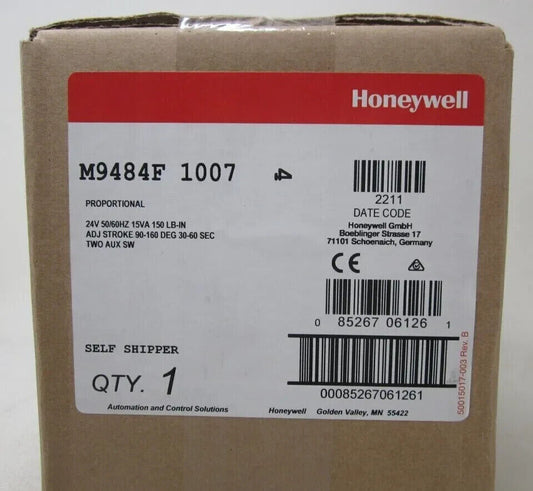 Honeywell
M9484F 1007 4
2211
DATE CODE
PROPORTIONAL
24V 50/60HZ 15VA 150 LB-IN
ADJ STROKE 90-160 DEG 30-60 SEC
TWO AUX SW
Honeywell GmbH
Boeblinger Strasse 17
71101 Schoenaich, Germany
CE
0 85267 06126 1
SELF SHIPPER
QTY. 1
00085267061261
50015017-003 Rev. B
Automation and Control Solutions Honeywell Golden Valley, MN 55422